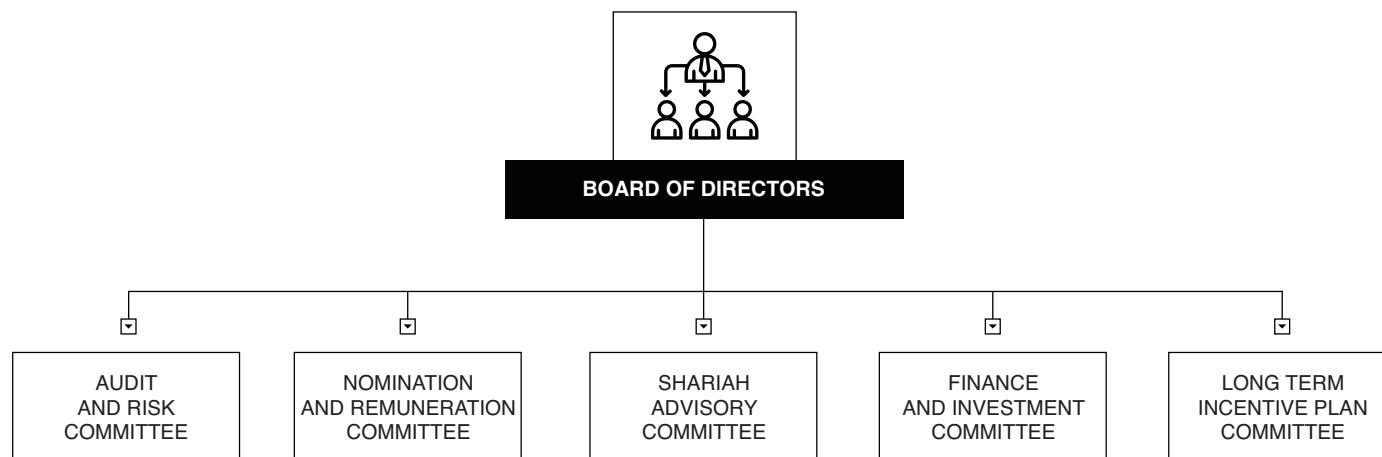 BOARD OF DIRECTORS
AUDIT
AND RISK
COMMITTEE
NOMINATION
AND REMUNERATION
COMMITTEE
SHARIAH
ADVISORY
COMMITTEE
FINANCE
AND INVESTMENT
COMMITTEE
LONG TERM
INCENTIVE PLAN
COMMITTEE